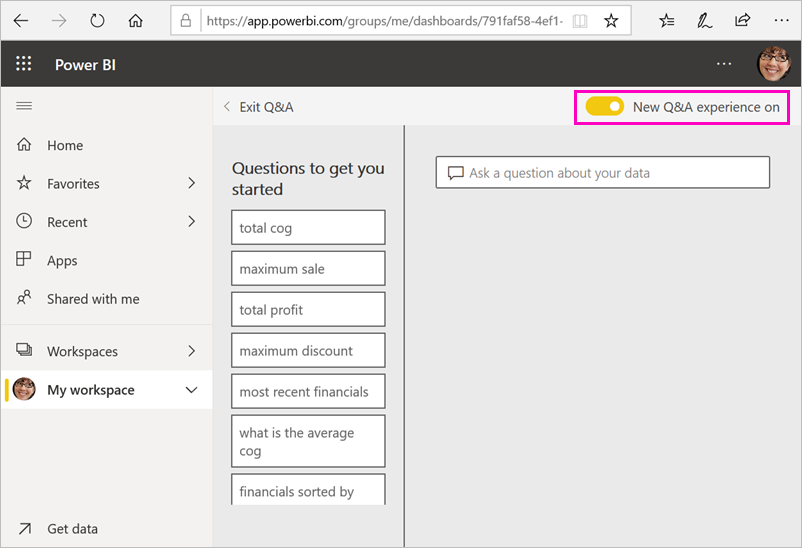 https://app.powerbi.com/groups/me/dashboards/791faf58-4ef1-
Power BI
Exit Q&A
New Q&A experience on
Home
Favorites
Recent
Apps
Shared with me
Workspaces
My workspace
Get data
Questions to get you
started
total cog
maximum sale
total profit
maximum discount
most recent financials
what is the average
cog
financials sorted by
Ask a question about your data